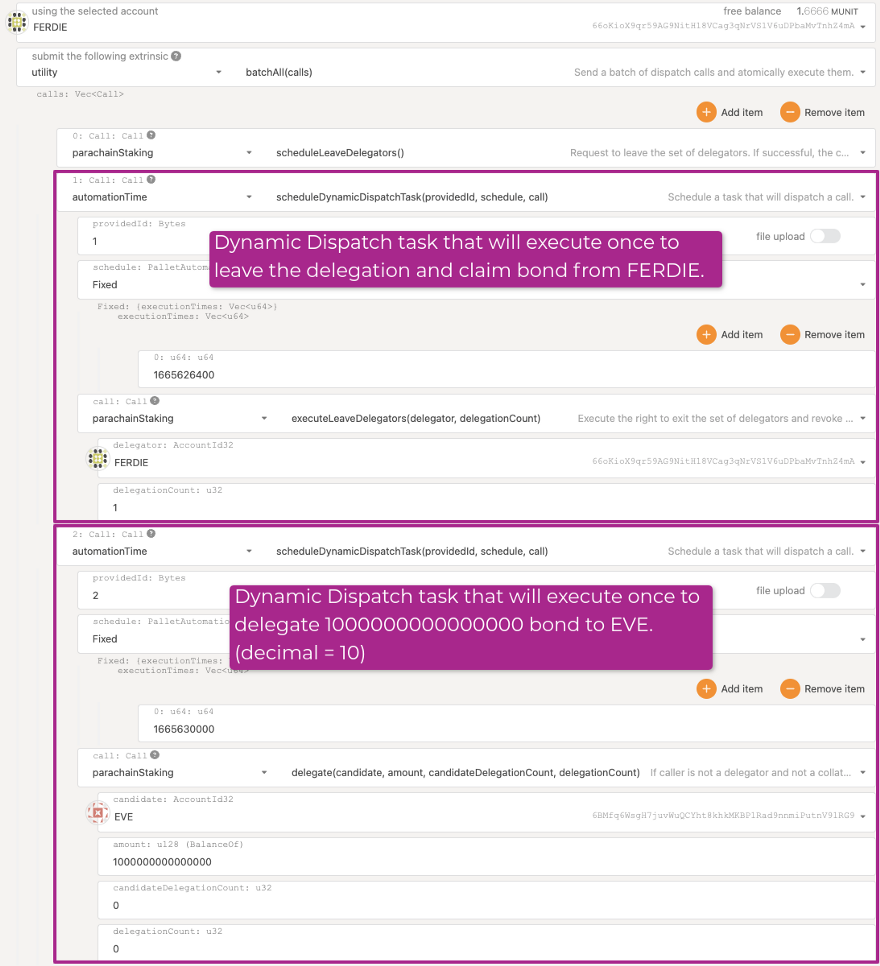 using the selected account
free balance 1.6666 MUNIT
FERDIE
66oKioX9qr59AG9NitH18VCag3qNrVS1V6uDPbaMvTnhZ4mA
submit the following extrinsic ?
utility
batchAll(calls)
Send a batch of dispatch calls and atomically execute them.
calls: Vec<Call>
+ Add item
− Remove item
0: Call: Call ?
parachainStaking
scheduleLeaveDelegators()
Request to leave the set of delegators. If successful, the c...
1: Call: Call ?
automationTime
scheduleDynamicDispatchTask(providedId, schedule, call)
Schedule a task that will dispatch a call.
providedId: Bytes
1
file upload
Dynamic Dispatch task that will execute once to
leave the delegation and claim bond from FERDIE.
schedule: PalletAutoma
Fixed
Fixed: {executionTimes: Vec<u64>}
executionTimes: Vec<u64>
+ Add item
− Remove item
0: u64: u64
1665626400
call: Call ?
parachainStaking
executeLeaveDelegators(delegator, delegationCount)
Execute the right to exit the set of delegators and revoke ...
delegator: AccountId32
FERDIE
66oKioX9qr59AG9NitH18VCag3qNrVS1V6uDPbaMvTnhZ4mA
delegationCount: u32
1
2: Call: Call ?
automationTime
scheduleDynamicDispatchTask(providedId, schedule, call)
Schedule a task that will dispatch a call.
providedId: Bytes
2
file upload
Dynamic Dispatch task that will execute once to
delegate 1000000000000000 bond to EVE.
(decimal = 10)
schedule: PalletAutomatio
Fixed
Fixed: {executionTimes:
executionTimes: Vec<u64>
+ Add item
− Remove item
0: u64: u64
1665630000
call: Call ?
parachainStaking
delegate(candidate, amount, candidateDelegationCount, delegationCount)
If caller is not a delegator and not a collat...
candidate: AccountId32
EVE
6BMfq6WsgH7juvWuQCYht8khkMKBP1Rad9nnmiPutnV91RG9
amount: u128 (BalanceOf)
1000000000000000
candidateDelegationCount: u32
0
delegationCount: u32
0